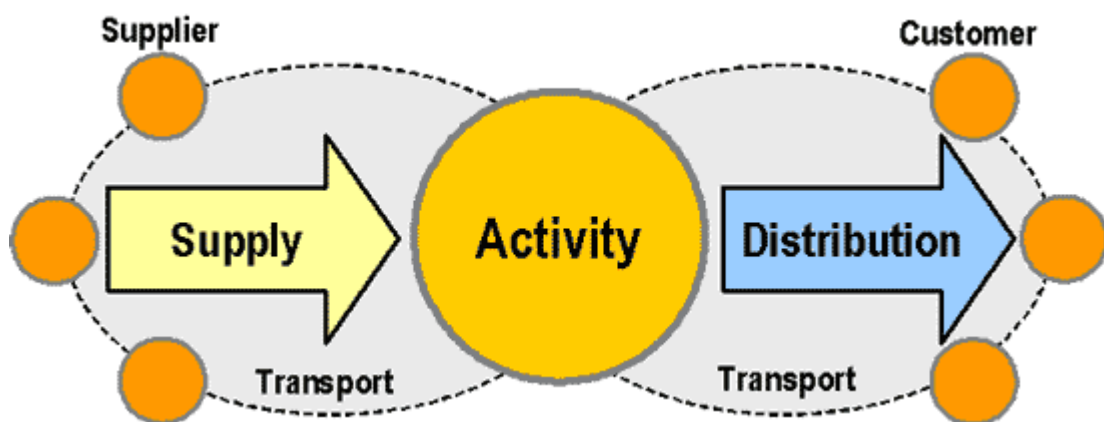 Supplier
Customer
Supply
Activity
Distribution
Transport
Transport